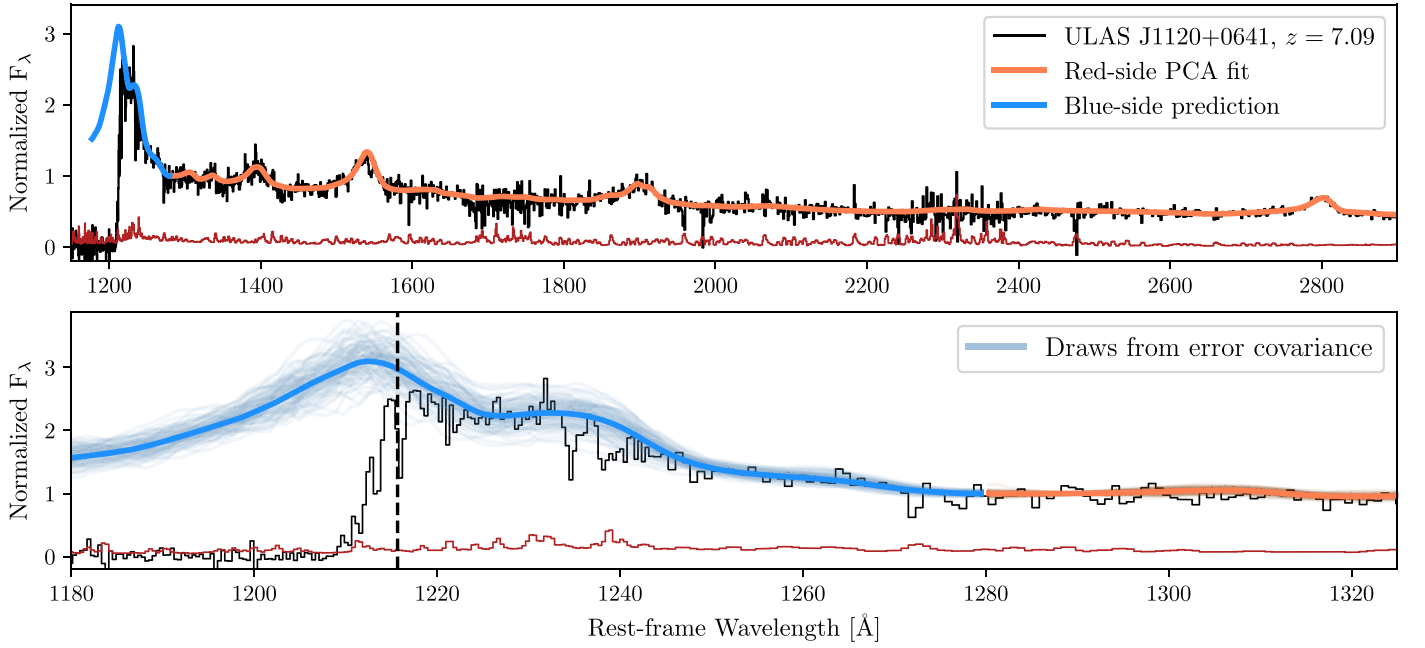 Normalized Fλ
3
2
1
0
ULAS J1120+0641, z = 7.09
Red-side PCA fit
Blue-side prediction
1200 1400 1600 1800 2000 2200 2400 2600 2800
Normalized Fλ
3
2
1
0
Draws from error covariance
1180 1200 1220 1240 1260 1280 1300 1320
Rest-frame Wavelength [Å]